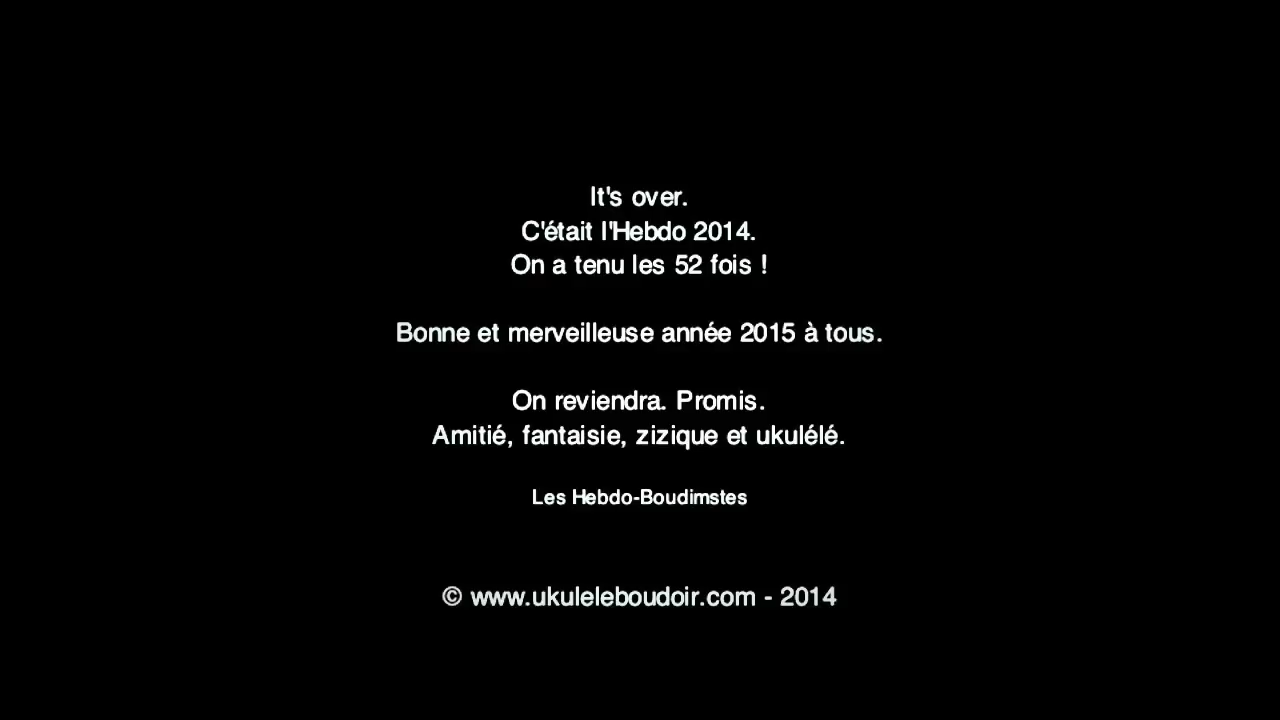 It's over.
C'était l'Hebdo 2014.
On a tenu les 52 fois !
Bonne et merveilleuse année 2015 à tous.
On reviendra. Promis.
Amitié, fantaisie, zizique et ukulélé.
Les Hebdo-Boudimstes
© www.ukuleleboudoir.com - 2014